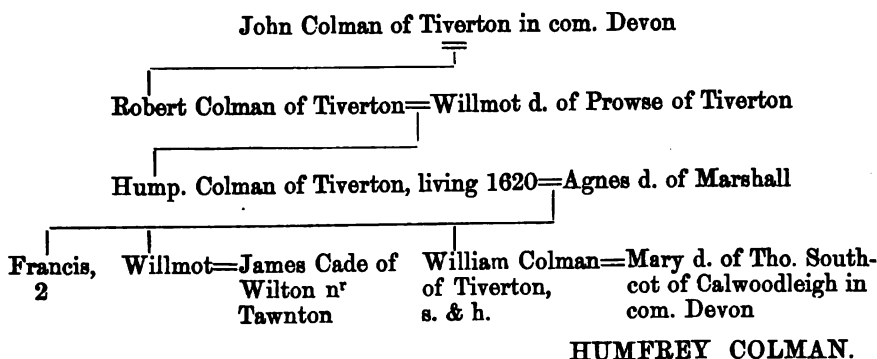 John Colman of Tiverton in com. Devon
Robert Colman of Tiverton=Willmot d. of Prowse of Tiverton
Hump. Colman of Tiverton, living 1620=Agnes d. of Marshall
Francis, 2
Willmot=James Cade of Wilton nʳ Tawnton
William Colman of Tiverton, s. & h.=Mary d. of Tho. South-
cot of Calwoodleigh in
com. Devon
HUMFREY COLMAN.